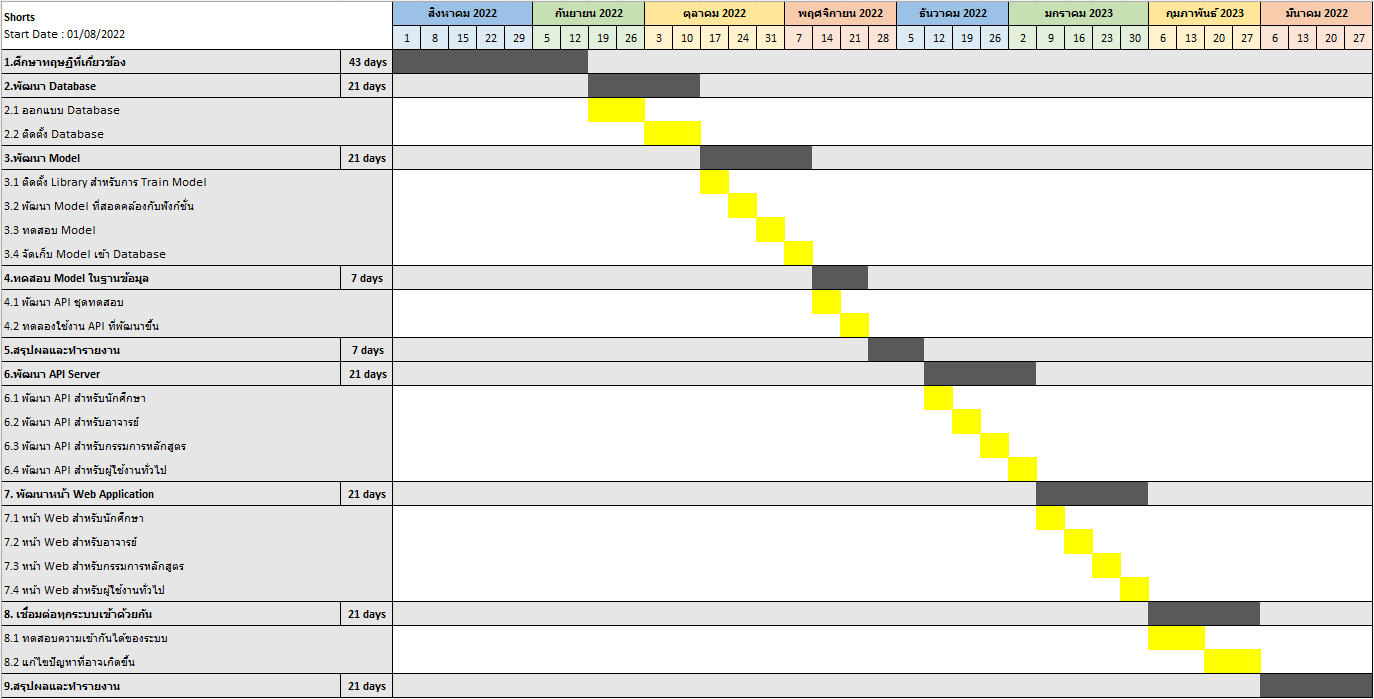 Shorts
Start Date : 01/08/2022
สิงหาคม 2022 กันยายน 2022 ตุลาคม 2022 พฤศจิกายน 2022 ธันวาคม 2022 มกราคม 2023 กุมภาพันธ์ 2023 มีนาคม 2022
1 8 15 22 29 5 12 19 26 3 10 17 24 31 7 14 21 28 5 12 19 26 2 9 16 23 30 6 13 20 27 6 13 20 27
1.ศึกษาทฤษฎีที่เกี่ยวข้อง 43 days
2.พัฒนา Database 21 days
2.1 ออกแบบ Database
2.2 ติดตั้ง Database
3.พัฒนา Model 21 days
3.1 ติดตั้ง Library สำหรับการ Train Model
3.2 พัฒนา Model ที่สอดคล้องกับฟังก์ชั่น
3.3 ทดสอบ Model
3.4 จัดเก็บ Model เข้า Database
4.ทดสอบ Model ในฐานข้อมูล 7 days
4.1 พัฒนา API ชุดทดสอบ
4.2 ทดลองใช้งาน API ที่พัฒนาขึ้น
5.สรุปผลและทำรายงาน 7 days
6.พัฒนา API Server 21 days
6.1 พัฒนา API สำหรับนักศึกษา
6.2 พัฒนา API สำหรับอาจารย์
6.3 พัฒนา API สำหรับกรรมการหลักสูตร
6.4 พัฒนา API สำหรับผู้ใช้งานทั่วไป
7. พัฒนาหน้า Web Application 21 days
7.1 หน้า Web สำหรับนักศึกษา
7.2 หน้า Web สำหรับอาจารย์
7.3 หน้า Web สำหรับกรรมการหลักสูตร
7.4 หน้า Web สำหรับผู้ใช้งานทั่วไป
8. เชื่อมต่อทุกระบบเข้าด้วยกัน 21 days
8.1 ทดสอบความเข้ากันได้ของระบบ
8.2 แก้ไขปัญหาที่อาจเกิดขึ้น
9.สรุปผลและทำรายงาน 21 days